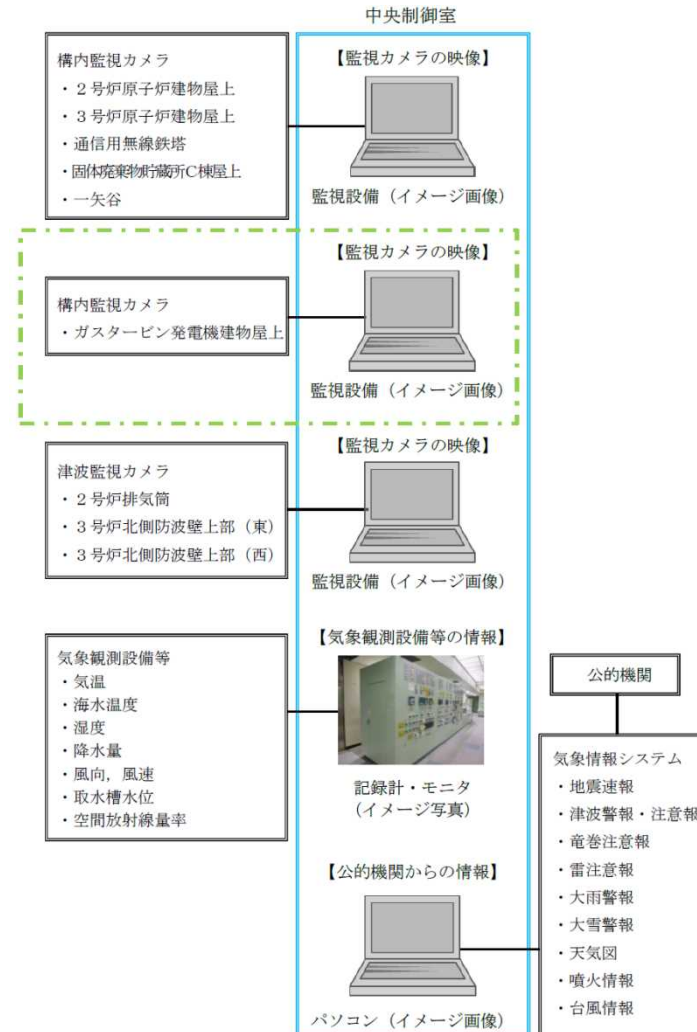 中央制御室
構内監視カメラ
・２号炉原子炉建物屋上
・３号炉原子炉建物屋上
・通信用無線鉄塔
・固体廃棄物貯蔵所C棟屋上
・一矢谷
【監視カメラの映像】
監視設備（イメージ画像）
構内監視カメラ
・ガスタービン発電機建物屋上
【監視カメラの映像】
監視設備（イメージ画像）
津波監視カメラ
・２号炉排気筒
・３号炉北側防波壁上部（東）
・３号炉北側防波壁上部（西）
【監視カメラの映像】
監視設備（イメージ画像）
気象観測設備等
・気温
・海水温度
・湿度
・降水量
・風向，風速
・取水槽水位
・空間放射線量率
【気象観測設備等の情報】
記録計・モニタ
（イメージ写真）
【公的機関からの情報】
パソコン（イメージ画像）
公的機関
気象情報システム
・地震速報
・津波警報・注意報
・竜巻注意報
・雷注意報
・大雨警報
・大雪警報
・天気図
・噴火情報
・台風情報